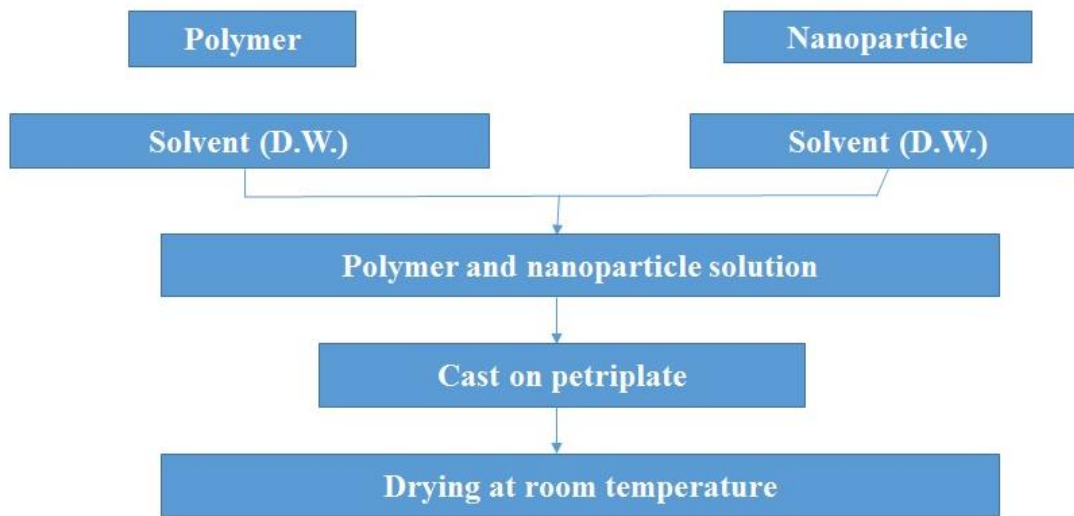 Polymer
Nanoparticle
Solvent (D.W.)
Solvent (D.W.)
Polymer and nanoparticle solution
Cast on petriplate
Drying at room temperature